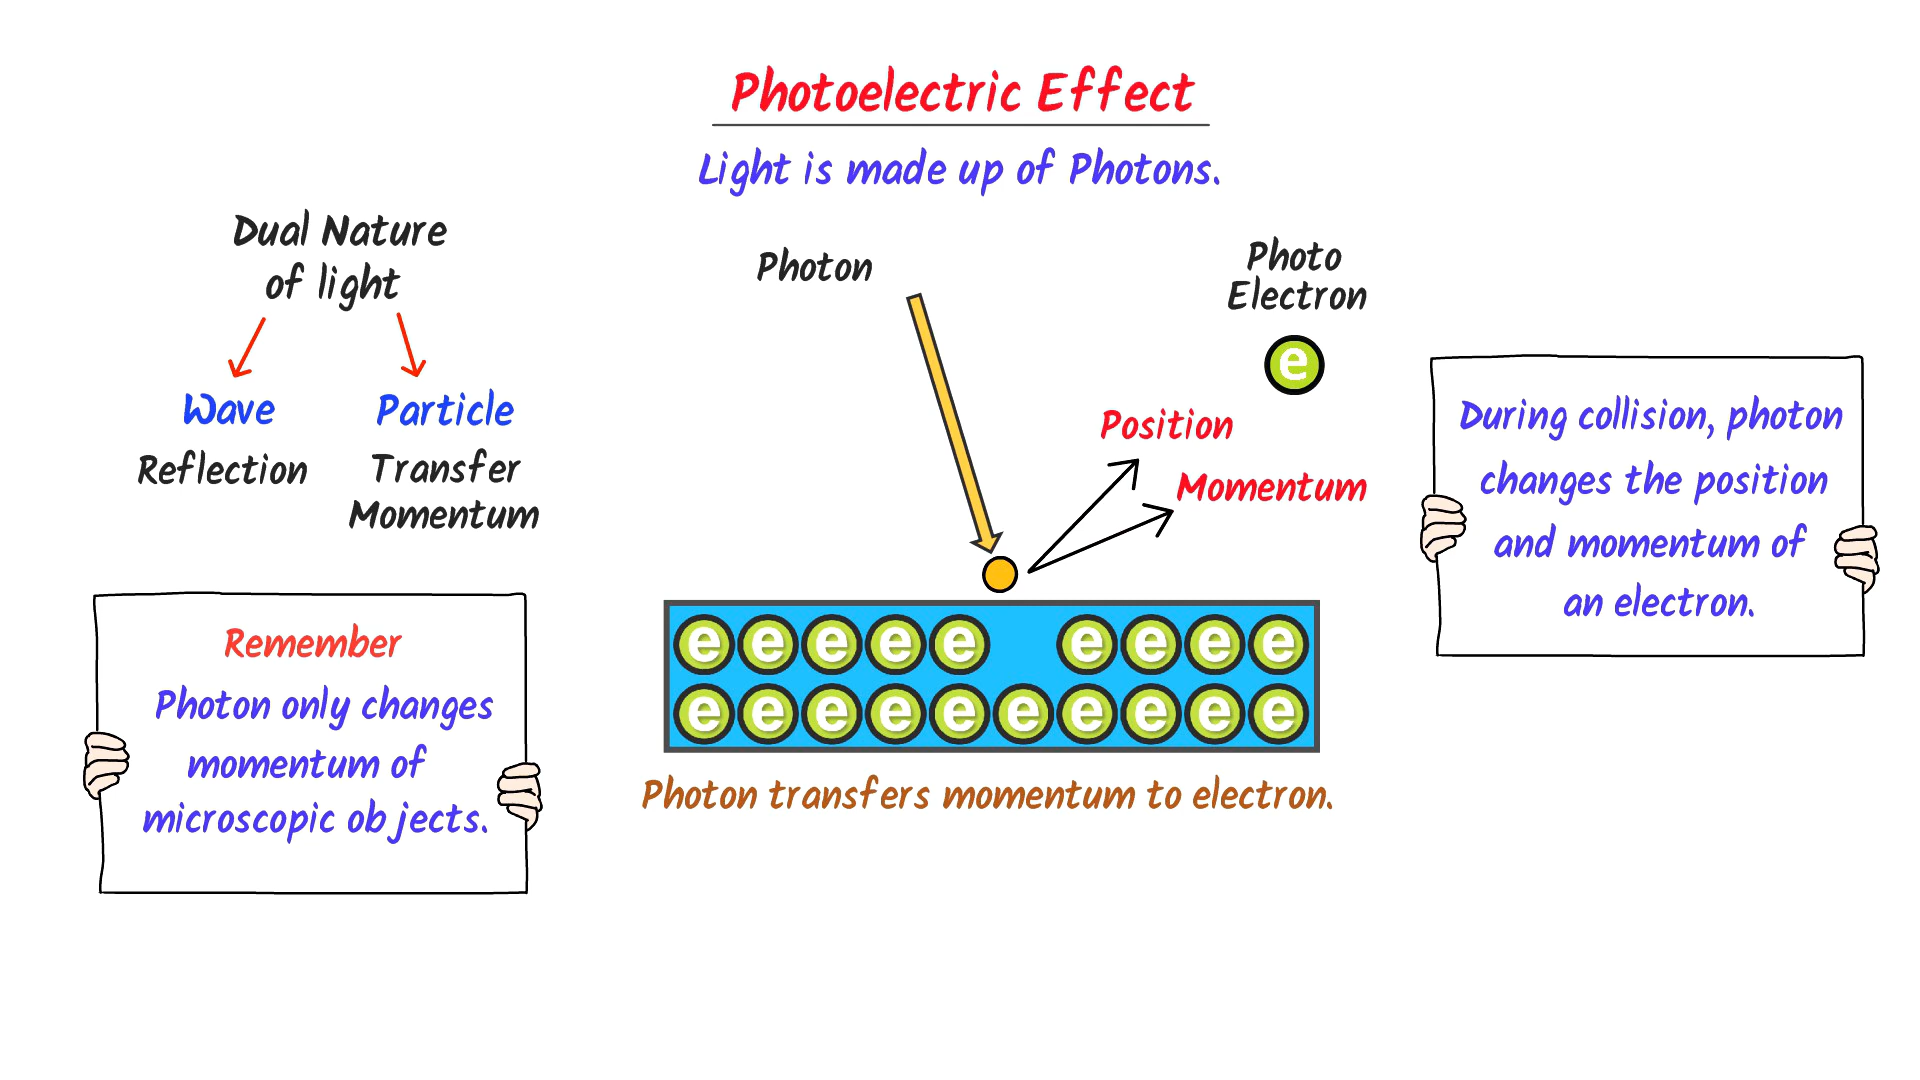 Photoelectric Effect
Light is made up of Photons.
Dual Nature
of light
Wave
Reflection
Particle
Transfer
Momentum
Remember
Photon only changes
momentum of
microscopic objects.
Photon
Photo
Electron
e
Position
Momentum
e e e e e e e e e
e e e e e e e e e e
Photon transfers momentum to electron.
During collision, photon
changes the position
and momentum of
an electron.